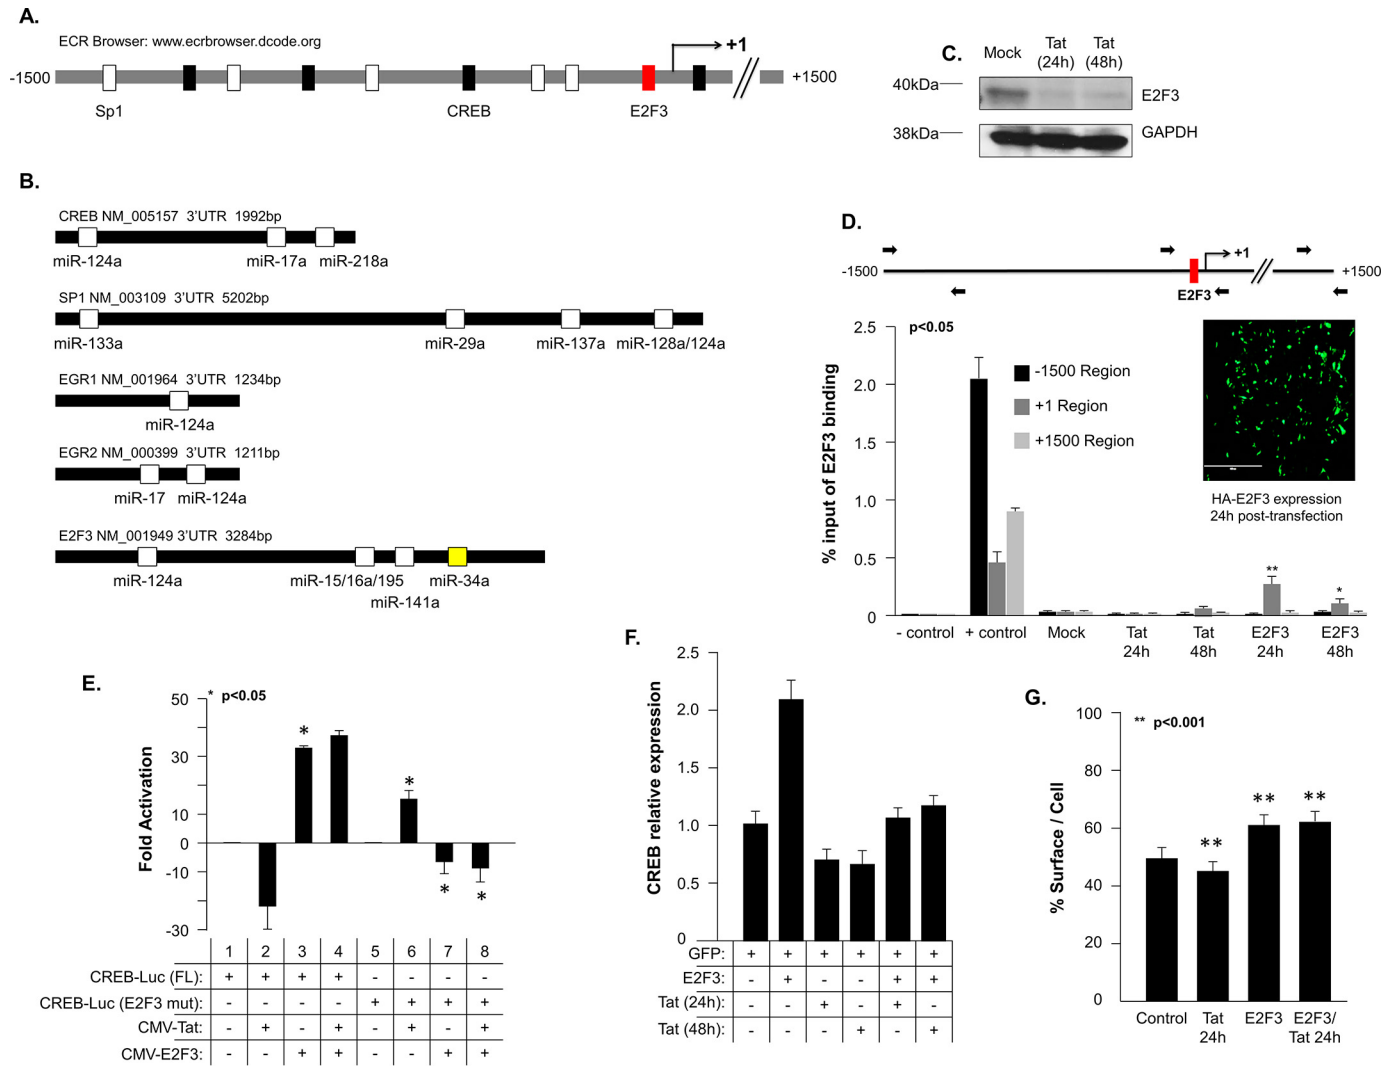 A.
ECR Browser: www.ecrbrowser.dcode.org
+1
-1500
+1500
Sp1
CREB
E2F3
B.
CREB NM_005157 3'UTR 1992bp
miR-124a
miR-17a
miR-218a
SP1 NM_003109 3'UTR 5202bp
miR-133a
miR-29a
miR-137a
miR-128a/124a
EGR1 NM_001964 3'UTR 1234bp
miR-124a
EGR2 NM_000399 3'UTR 1211bp
miR-17
miR-124a
E2F3 NM_001949 3'UTR 3284bp
miR-124a
miR-15/16a/195
miR-141a
miR-34a
C.
Mock
Tat
(24h)
Tat
(48h)
40kDa
E2F3
38kDa
GAPDH
D.
-1500
+1
+1500
E2F3
p<0.05
% input of E2F3 binding
2.5
2.0
1.5
1.0
0.5
0
-1500 Region
+1 Region
+1500 Region
HA-E2F3 expression
24h post-transfection
**
*
- control
+ control
Mock
Tat
24h
Tat
48h
E2F3
24h
E2F3
48h
E.
* p<0.05
Fold Activation
50
30
10
0
-10
-30
*
*
*
*
1 2 3 4 5 6 7 8
CREB-Luc (FL): + + + + - - - -
CREB-Luc (E2F3 mut): - - - - + + + +
CMV-Tat: - + - + - + - +
CMV-E2F3: - - + + - - + +
F.
CREB relative expression
2.5
2.0
1.5
1.0
0.5
0
GFP: + + + + + +
E2F3: - + - - + +
Tat (24h): - - + - + -
Tat (48h): - - - + - +
G.
** p<0.001
% Surface / Cell
100
80
60
40
20
0
**
**
**
Control
Tat
24h
E2F3
E2F3/
Tat 24h